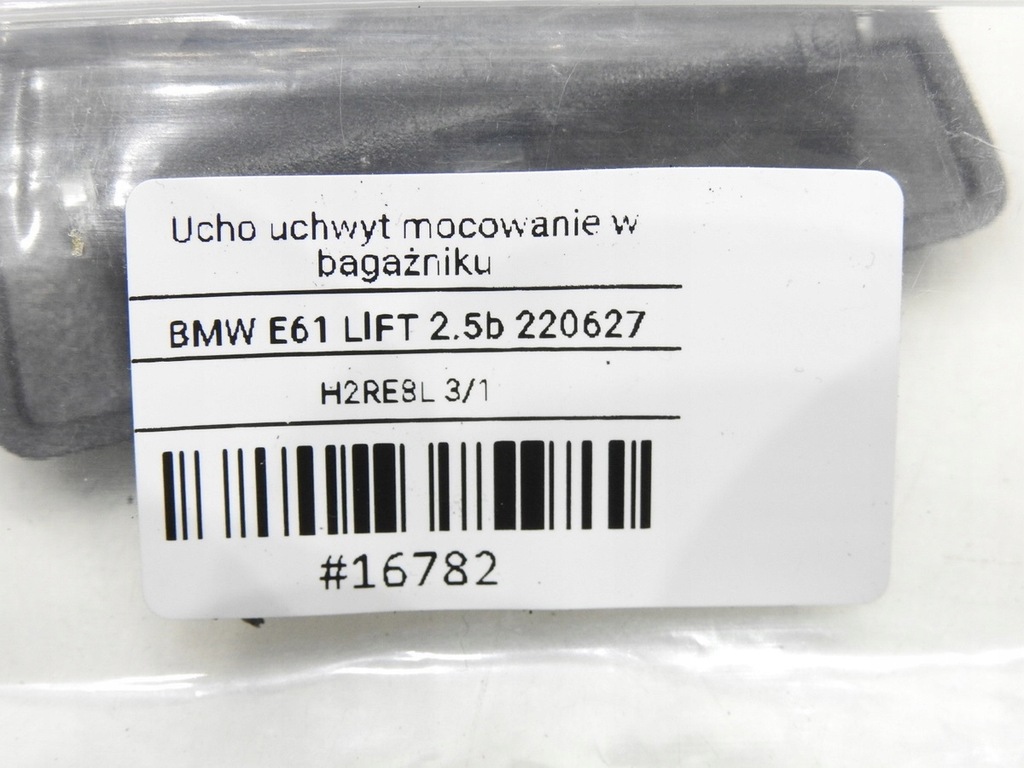 Ucho uchwyt mocowanie w
bagażniku
BMW E61 LIFT 2.5b 220627
H2RE8L 3/1
#16782